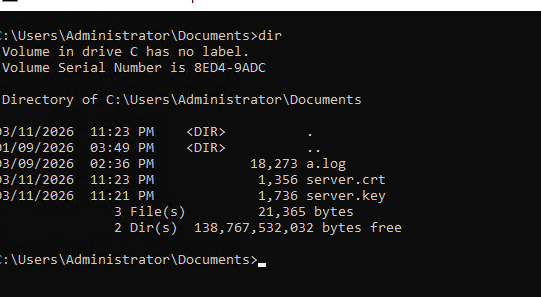 :\Users\Administrator\Documents>dir
Volume in drive C has no label.
Volume Serial Number is 8ED4-9ADC
Directory of C:\Users\Administrator\Documents
03/11/2026  11:23 PM    <DIR>          .
01/09/2026  03:49 PM    <DIR>          ..
03/09/2026  02:36 PM            18,273 a.log
03/11/2026  11:23 PM             1,356 server.crt
03/11/2026  11:21 PM             1,736 server.key
3 File(s)         21,365 bytes
2 Dir(s)  138,767,532,032 bytes free
:\Users\Administrator\Documents>